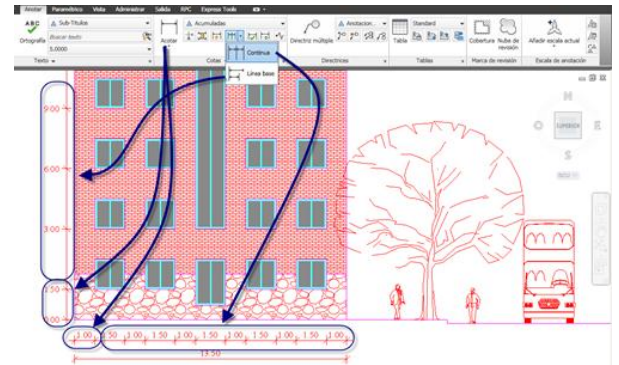 Anotar Paramétrico Vista Administrar Salida RPC Express Tools
ABC
Ortografía
Sub-Títulos
Buscar texto
5.0000
Texto
Acotar
Acumuladas
Continua
Línea base
Cotas
Directriz múltiple
Anotacion...
Directrices
Tabla
Standard
Tablas
Cobertura
Nube de revisión
Marca de revisión
Añadir escala actual
Escala de anotación
N
SUPERIOR
E
S
9.00
6.00
3.00
1.50
0.00
1.00 1.50 1.00 1.50 1.00 1.50 1.00 1.50 1.00 1.50 1.00
13.50